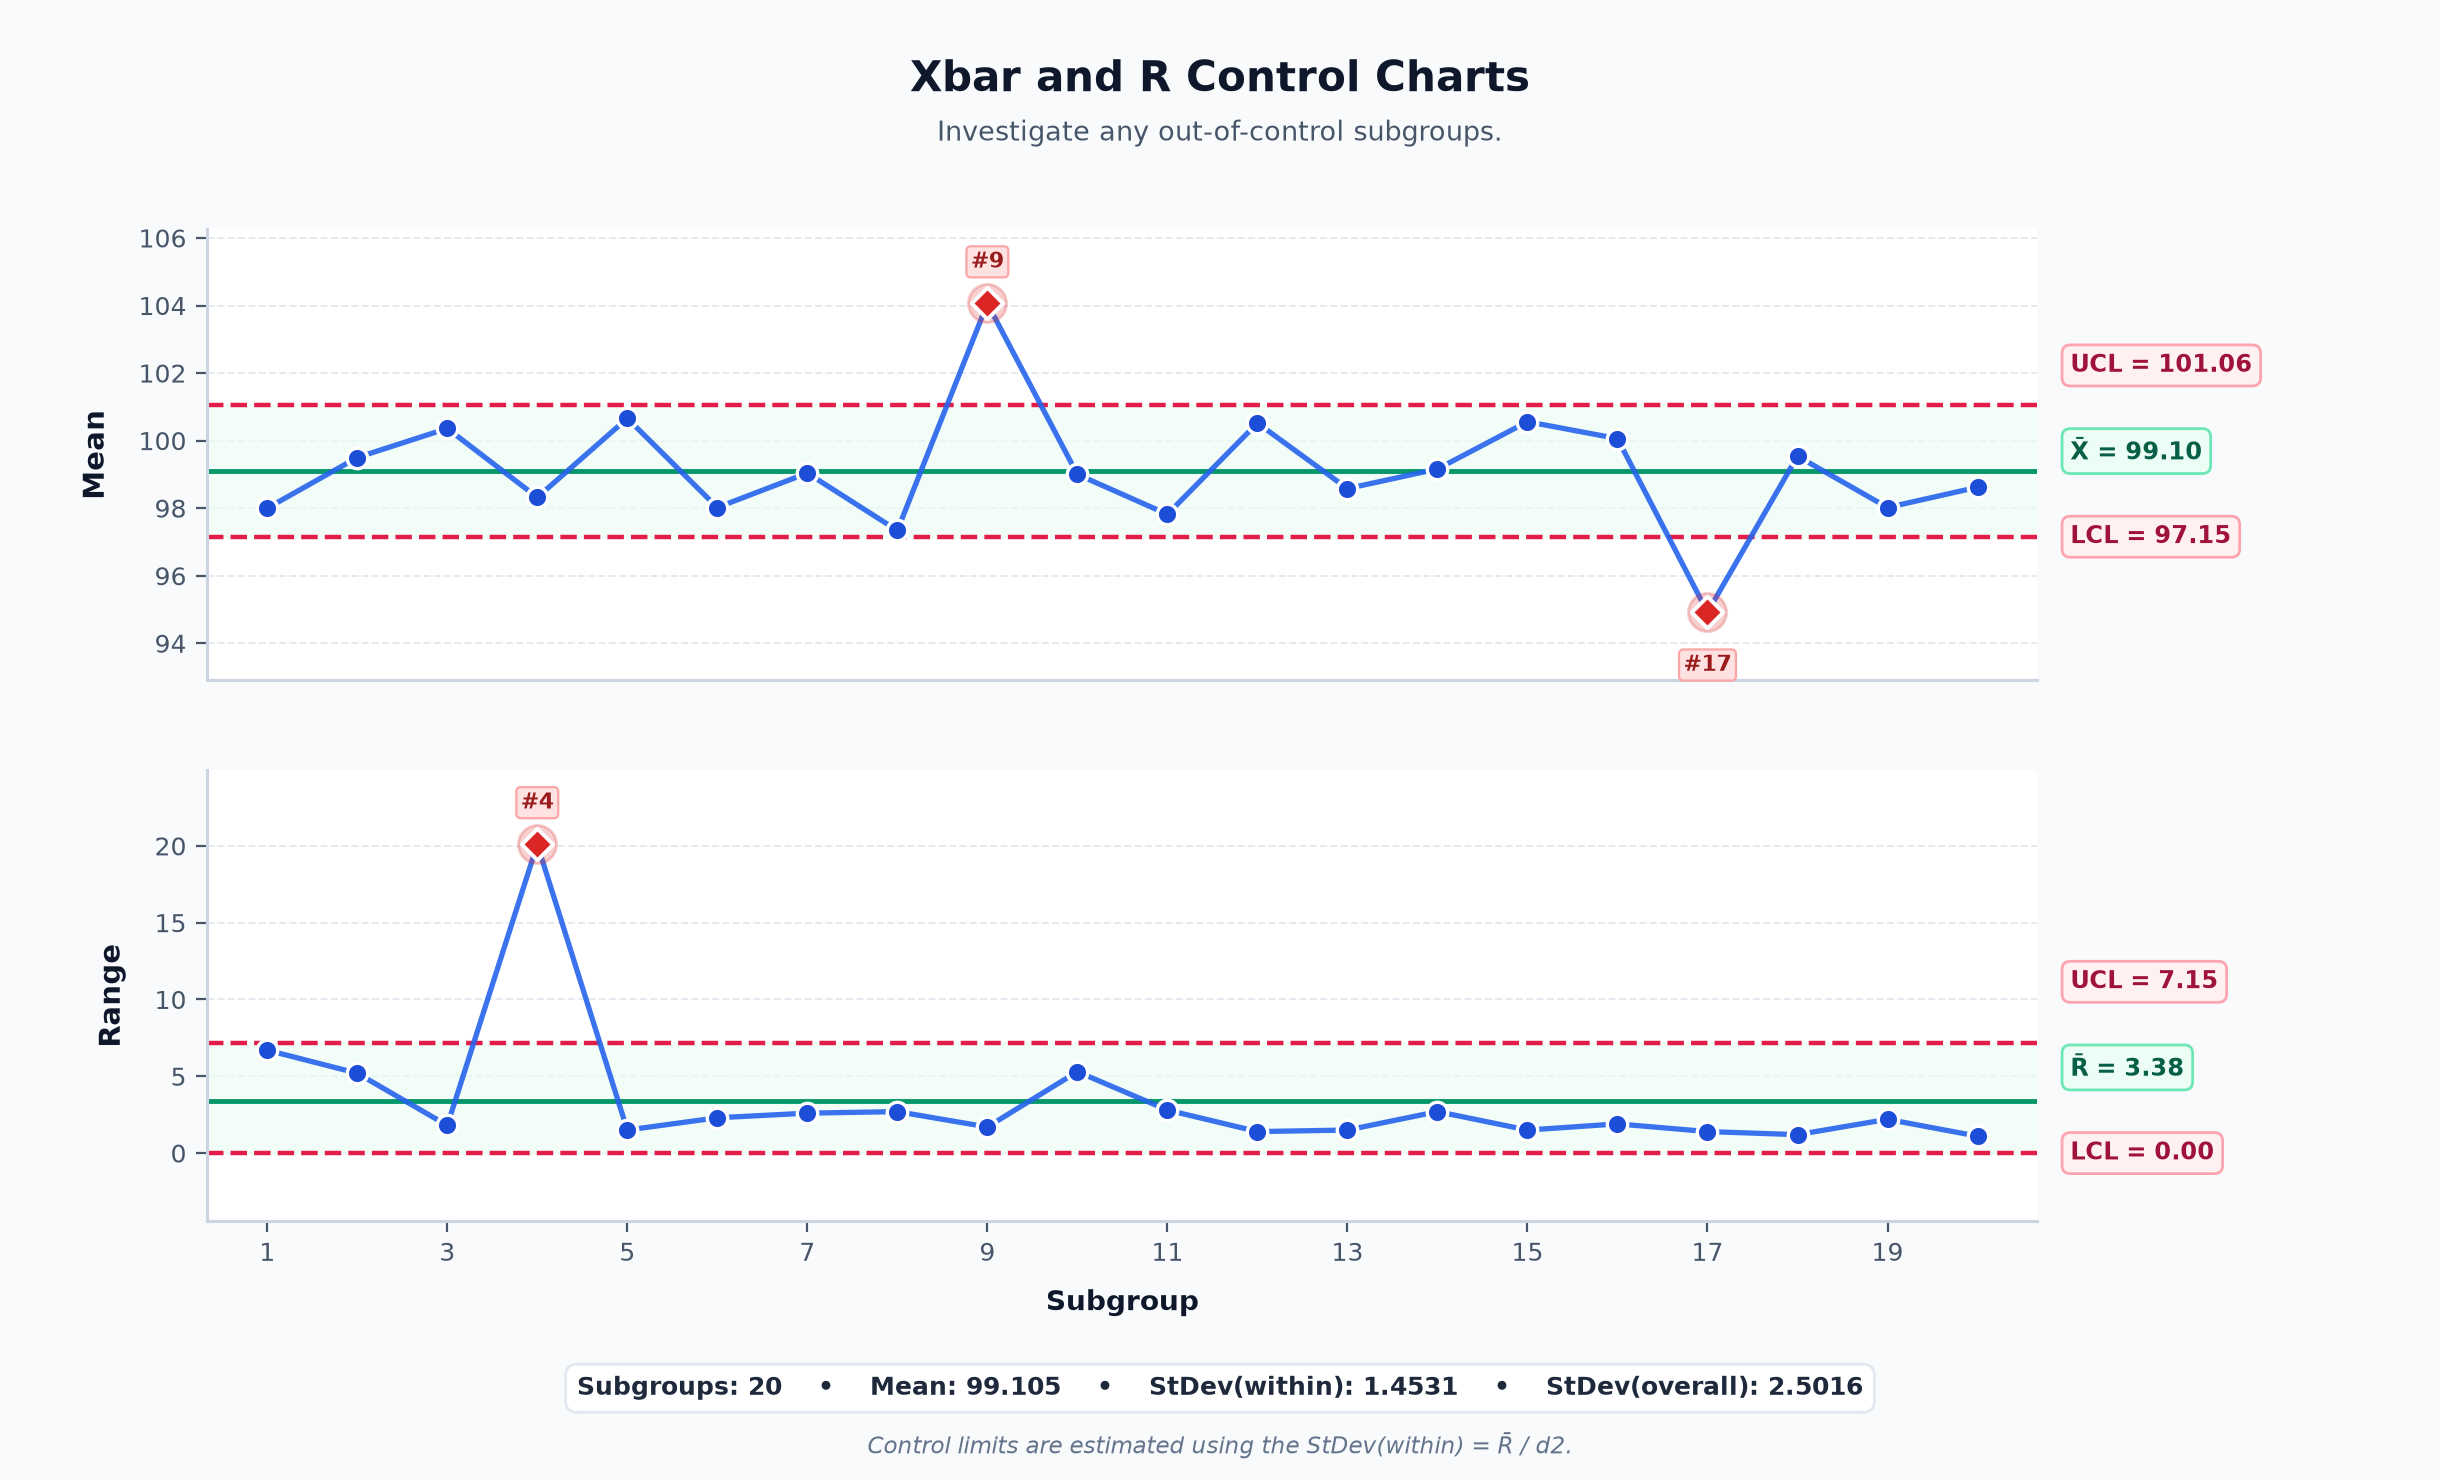 Xbar and R Control Charts
Investigate any out-of-control subgroups.
Mean
106
104
102
100
98
96
94
#9
#17
UCL = 101.06
X̄ = 99.10
LCL = 97.15
Range
20
15
10
5
0
#4
UCL = 7.15
R̄ = 3.38
LCL = 0.00
1 3 5 7 9 11 13 15 17 19
Subgroup
Subgroups: 20 • Mean: 99.105 • StDev(within): 1.4531 • StDev(overall): 2.5016
Control limits are estimated using the StDev(within) = R̄ / d2.